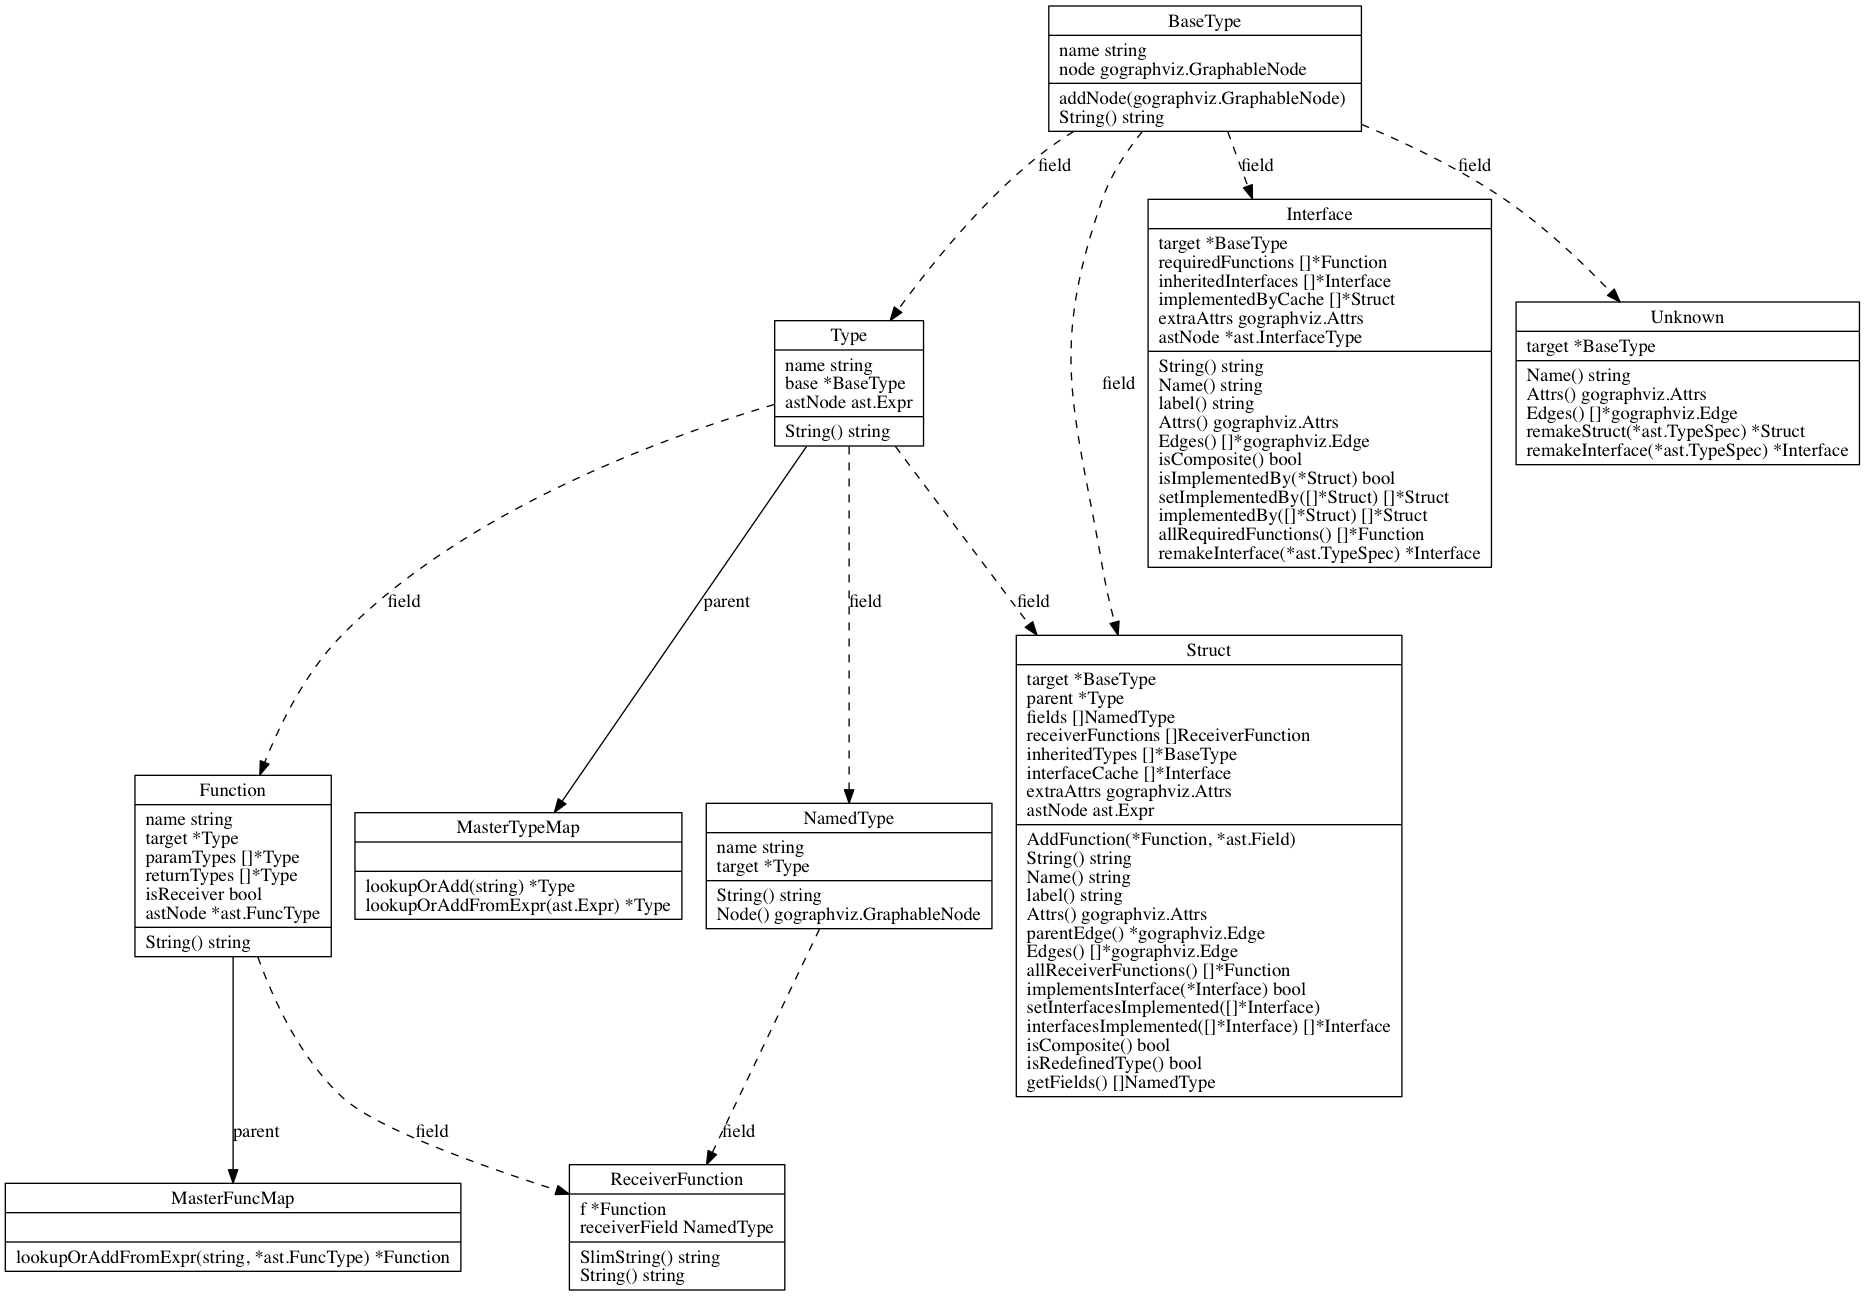 BaseType
name string
node gographviz.GraphableNode
addNode(gographviz.GraphableNode)
String() string
field
field
field
field
Interface
target *BaseType
requiredFunctions []*Function
inheritedInterfaces []*Interface
implementedByCache []*Struct
extraAttrs gographviz.Attrs
astNode *ast.InterfaceType
String() string
Name() string
label() string
Attrs() gographviz.Attrs
Edges() []*gographviz.Edge
isComposite() bool
isImplementedBy(*Struct) bool
setImplementedBy([]*Struct) []*Struct
implementedBy([]*Struct) []*Struct
allRequiredFunctions() []*Function
remakeInterface(*ast.TypeSpec) *Interface
Unknown
target *BaseType
Name() string
Attrs() gographviz.Attrs
Edges() []*gographviz.Edge
remakeStruct(*ast.TypeSpec) *Struct
remakeInterface(*ast.TypeSpec) *Interface
Type
name string
base *BaseType
astNode ast.Expr
String() string
field
parent
field
field
Struct
target *BaseType
parent *Type
fields []NamedType
receiverFunctions []ReceiverFunction
inheritedTypes []*BaseType
interfaceCache []*Interface
extraAttrs gographviz.Attrs
astNode ast.Expr
AddFunction(*Function, *ast.Field)
String() string
Name() string
label() string
Attrs() gographviz.Attrs
parentEdge() *gographviz.Edge
Edges() []*gographviz.Edge
allReceiverFunctions() []*Function
implementsInterface(*Interface) bool
setInterfacesImplemented([]*Interface)
interfacesImplemented([]*Interface) []*Interface
isComposite() bool
isRedefinedType() bool
getFields() []NamedType
Function
name string
target *Type
paramTypes []*Type
returnTypes []*Type
isReceiver bool
astNode *ast.FuncType
String() string
MasterTypeMap
lookupOrAdd(string) *Type
lookupOrAddFromExpr(ast.Expr) *Type
NamedType
name string
target *Type
String() string
Node() gographviz.GraphableNode
parent
field
field
MasterFuncMap
lookupOrAddFromExpr(string, *ast.FuncType) *Function
ReceiverFunction
f *Function
receiverField NamedType
SlimString() string
String() string